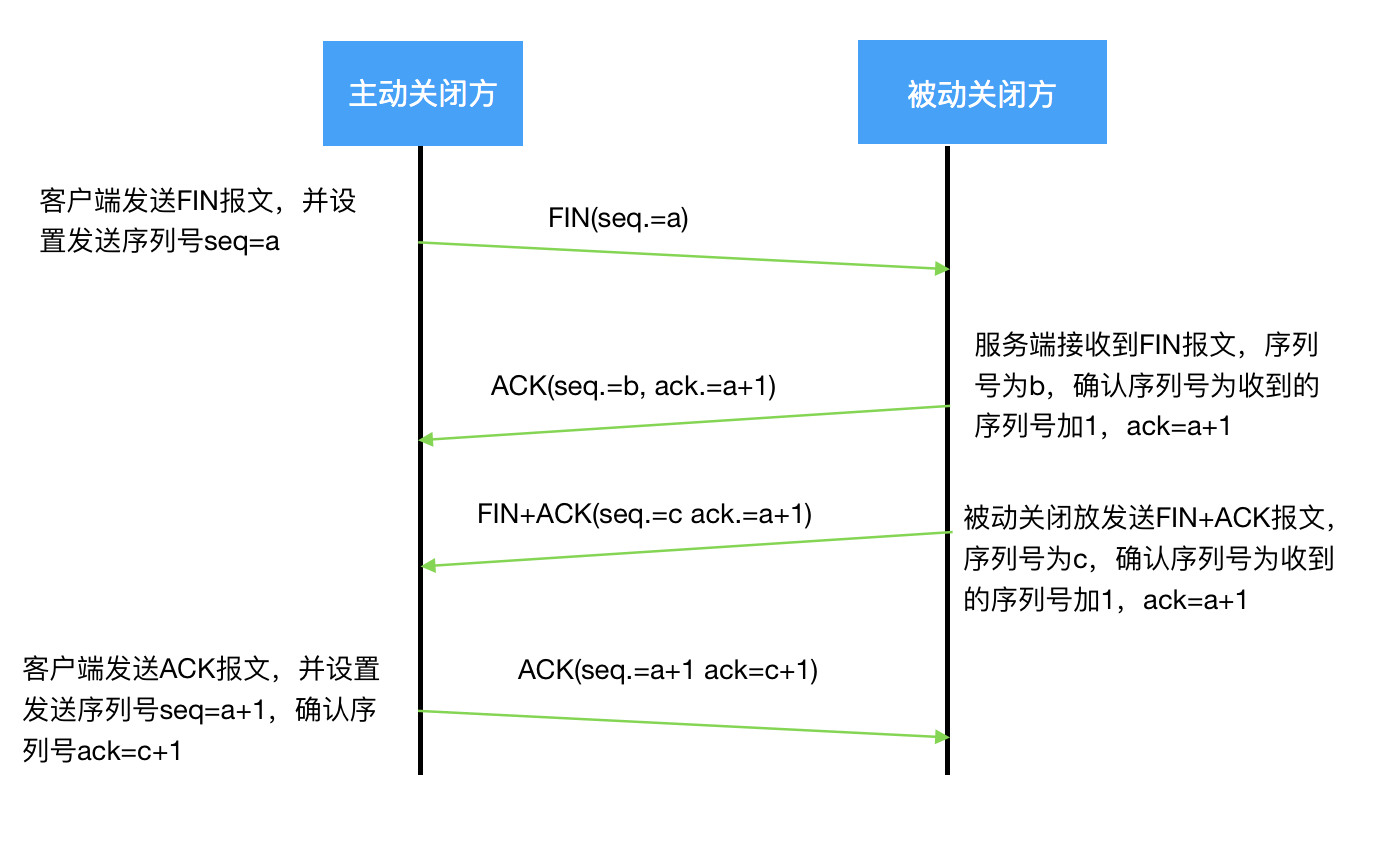 主动关闭方
被动关闭方
客户端发送FIN报文，并设
置发送序列号seq=a
FIN(seq.=a)
服务端接收到FIN报文，序列
号为b，确认序列号为收到的
序列号加1，ack=a+1
ACK(seq.=b, ack.=a+1)
FIN+ACK(seq.=c ack.=a+1)
被动关闭放发送FIN+ACK报文，
序列号为c，确认序列号为收到
的序列号加1，ack=a+1
客户端发送ACK报文，并设置
发送序列号seq=a+1，确认序
列号ack=c+1
ACK(seq.=a+1 ack=c+1)